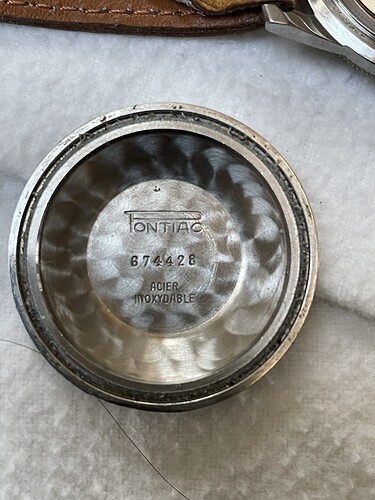 PONTIAC
674428
ACIER
INOXYDABLE